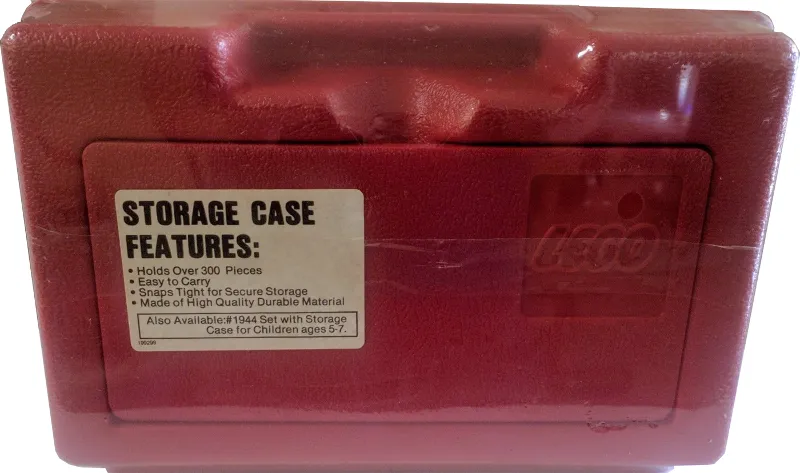 STORAGE CASE
FEATURES:
• Holds Over 300 Pieces
• Easy to Carry
• Snaps Tight for Secure Storage
• Made of High Quality Durable Material
Also Available:#1944 Set with Storage
Case for Children ages 5-7.
LEGO